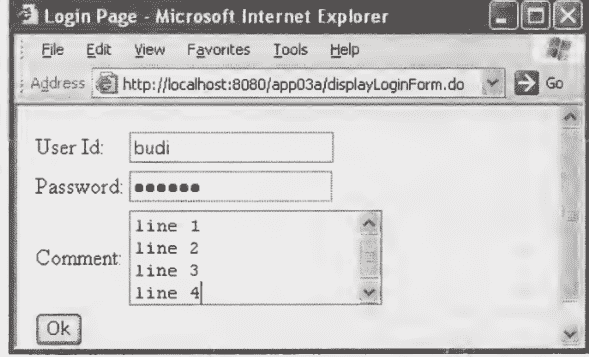 Login Page - Microsoft Internet Explorer
File Edit View Favorites Tools Help
Address http://localhost:8080/app03a/displayLoginForm.do Go
User Id: budi
Password: ●●●●●●
Comment: line 1
line 2
line 3
line 4
Ok